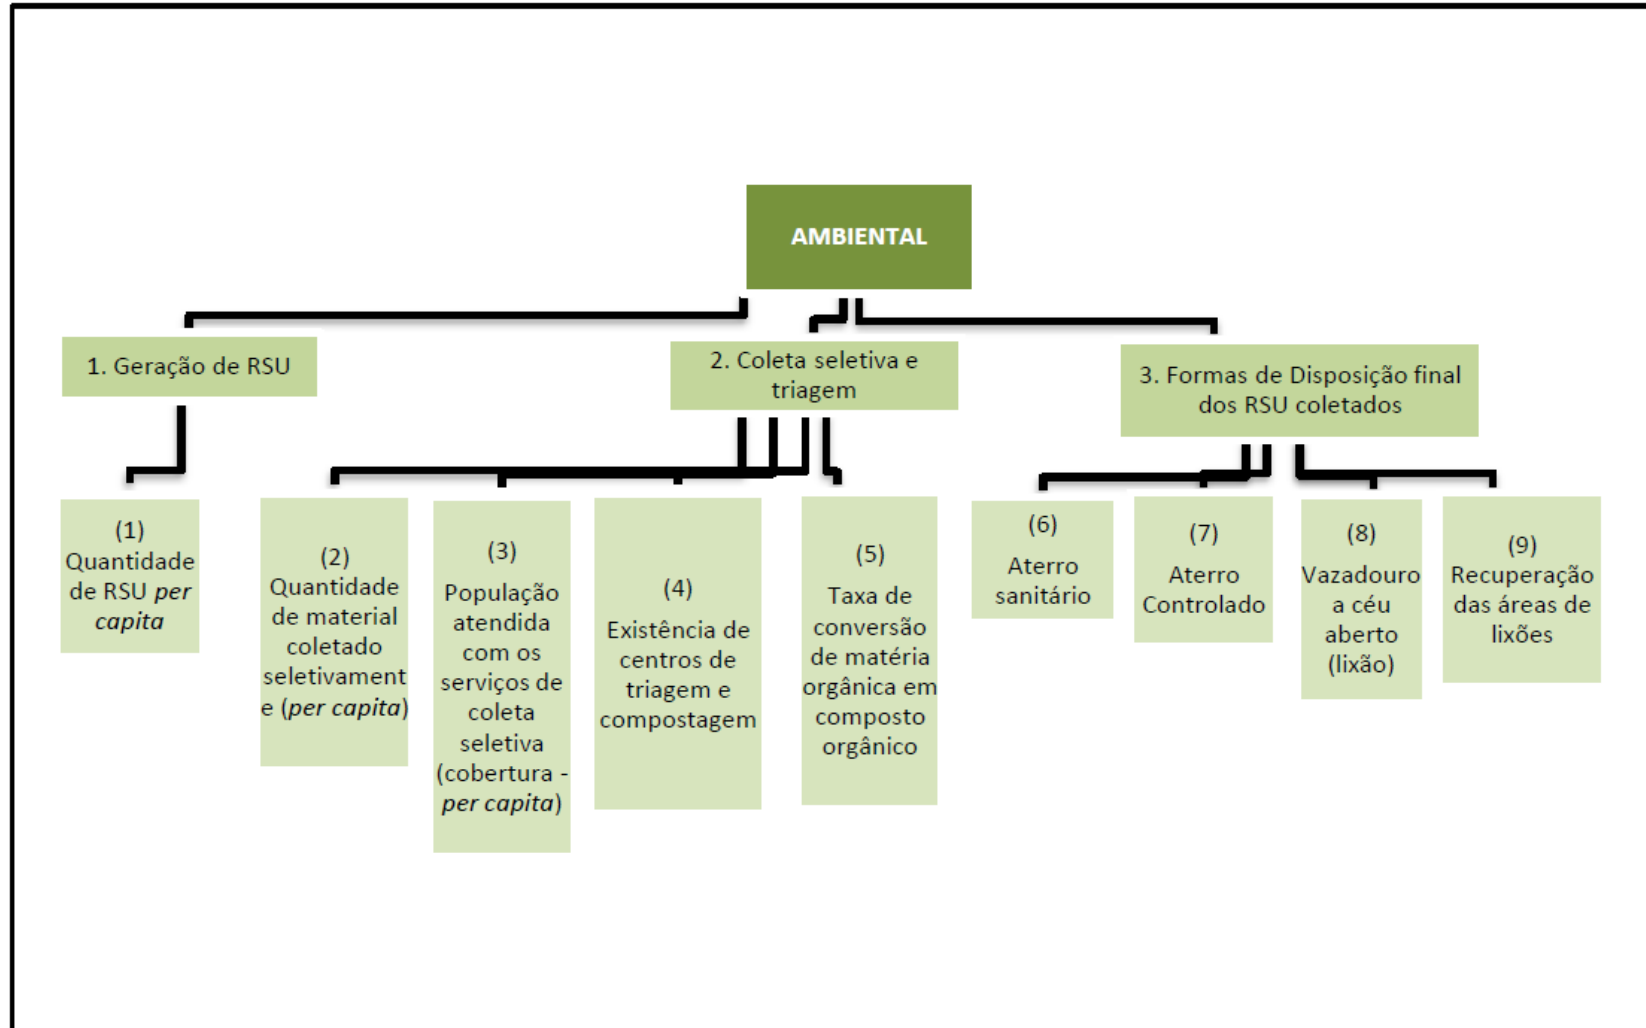 AMBIENTAL
1. Geração de RSU
2. Coleta seletiva e
triagem
3. Formas de Disposição final
dos RSU coletados
(1)
Quantidade
de RSU per
capita
(2)
Quantidade
de material
coletado
seletivament
e (per capita)
(3)
População
atendida
com os
serviços de
coleta
seletiva
(cobertura -
per capita)
(4)
Existência de
centros de
triagem e
compostagem
(5)
Taxa de
conversão
de matéria
orgânica em
composto
orgânico
(6)
Aterro
sanitário
(7)
Aterro
Controlado
(8)
Vazadouro
a céu
aberto
(lixão)
(9)
Recuperação
das áreas de
lixões